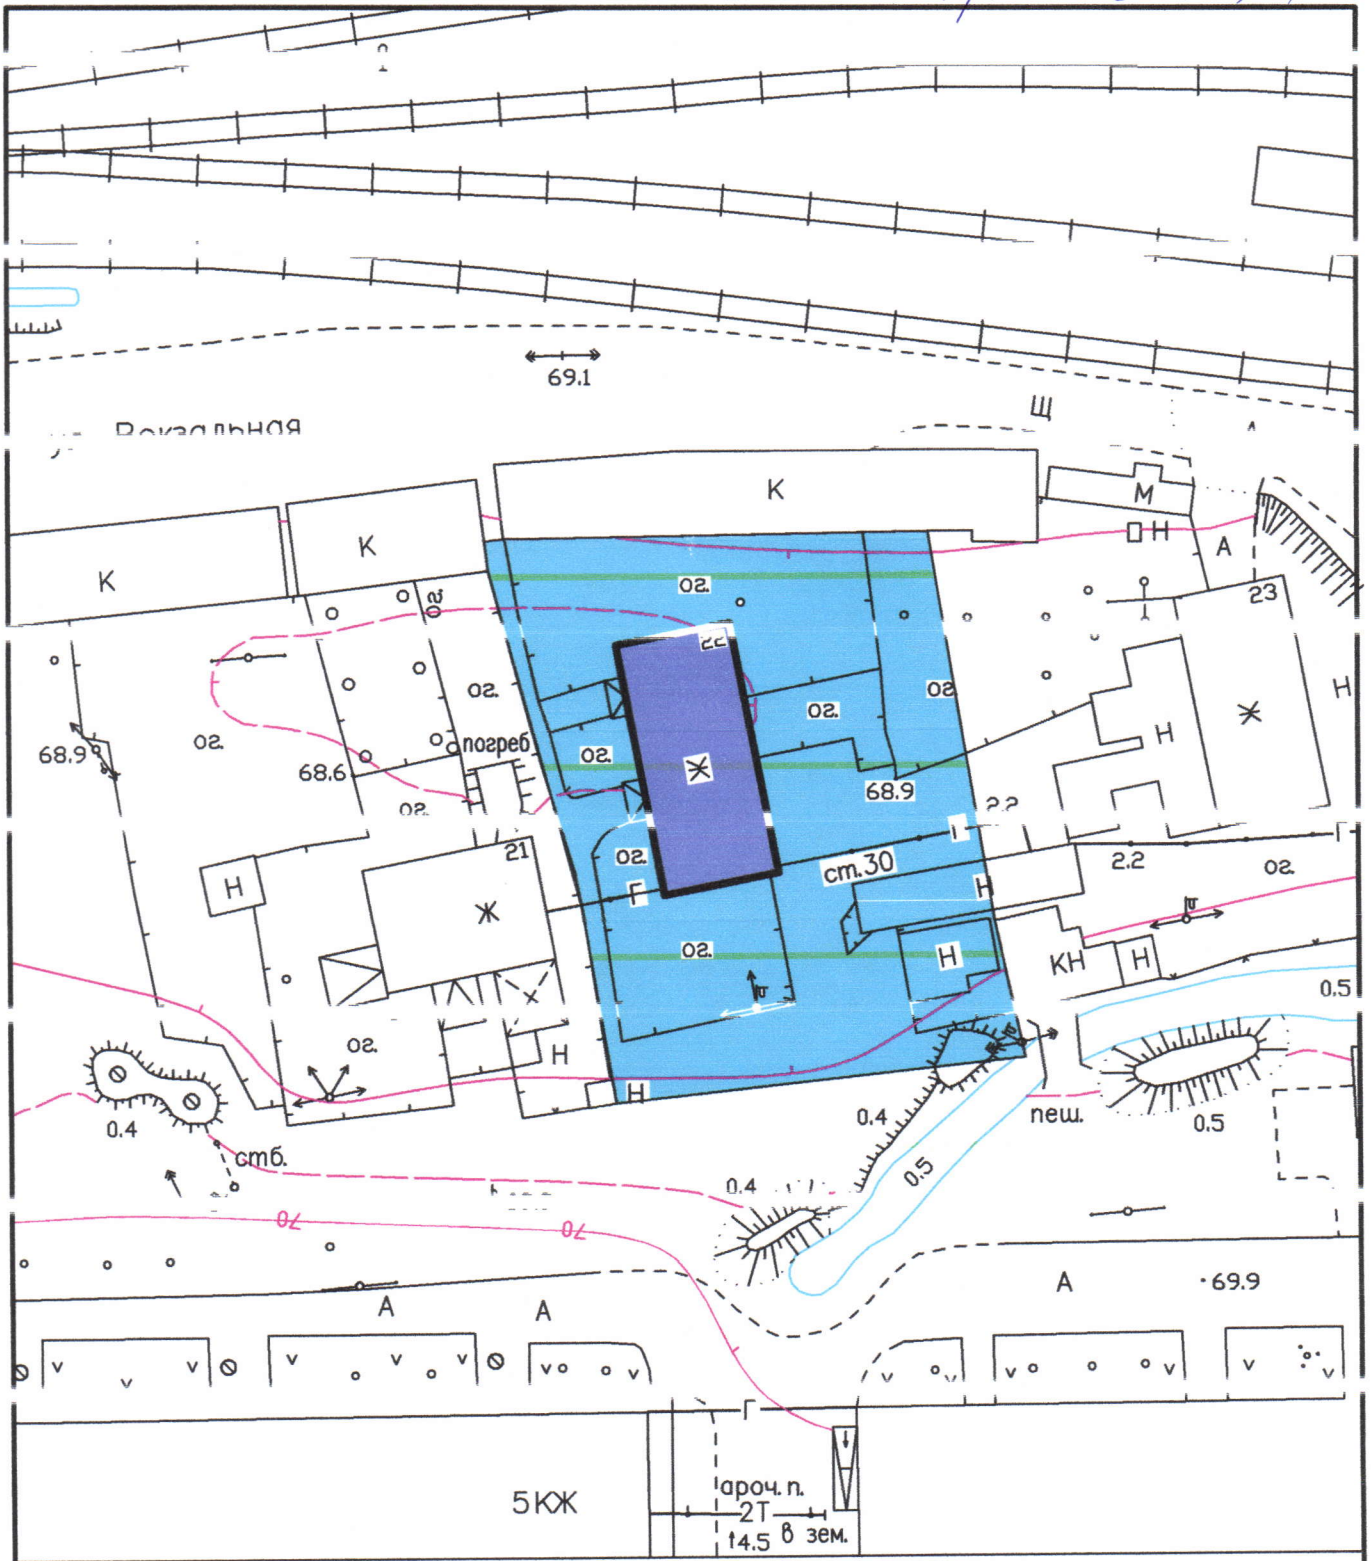 69.1
Щ
Вокзальная
К
К
К
М
Н
А
23
ог.
ог.
22
ог.
ог.
ог.
ог.
68.9
68.6
погреб
ог.
ог.
Ж
Ж
Н
Н
68.9
2.2
21
ог.
ст.30
Г
2.2
Г
ог.
Н
Ж
Г
Н
ог.
Н
КН
Н
0.5
ог.
Н
Н
0.4
0.4
пеш.
0.5
стб.
0.5
0.4
70
70
А
А
А
69.9
Г
5КЖ
ароч. п.
2Т
4.5 в зем.